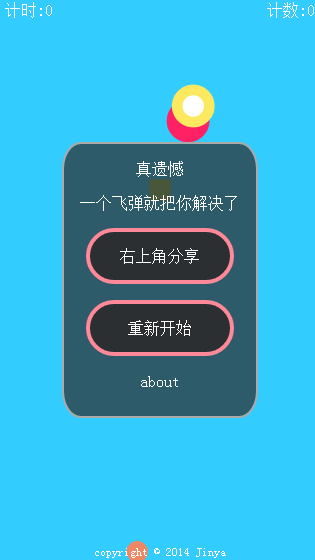 计时:0 计数:0
真遗憾
一个飞弹就把你解决了
右上角分享
重新开始
about
copyright © 2014 Jinya